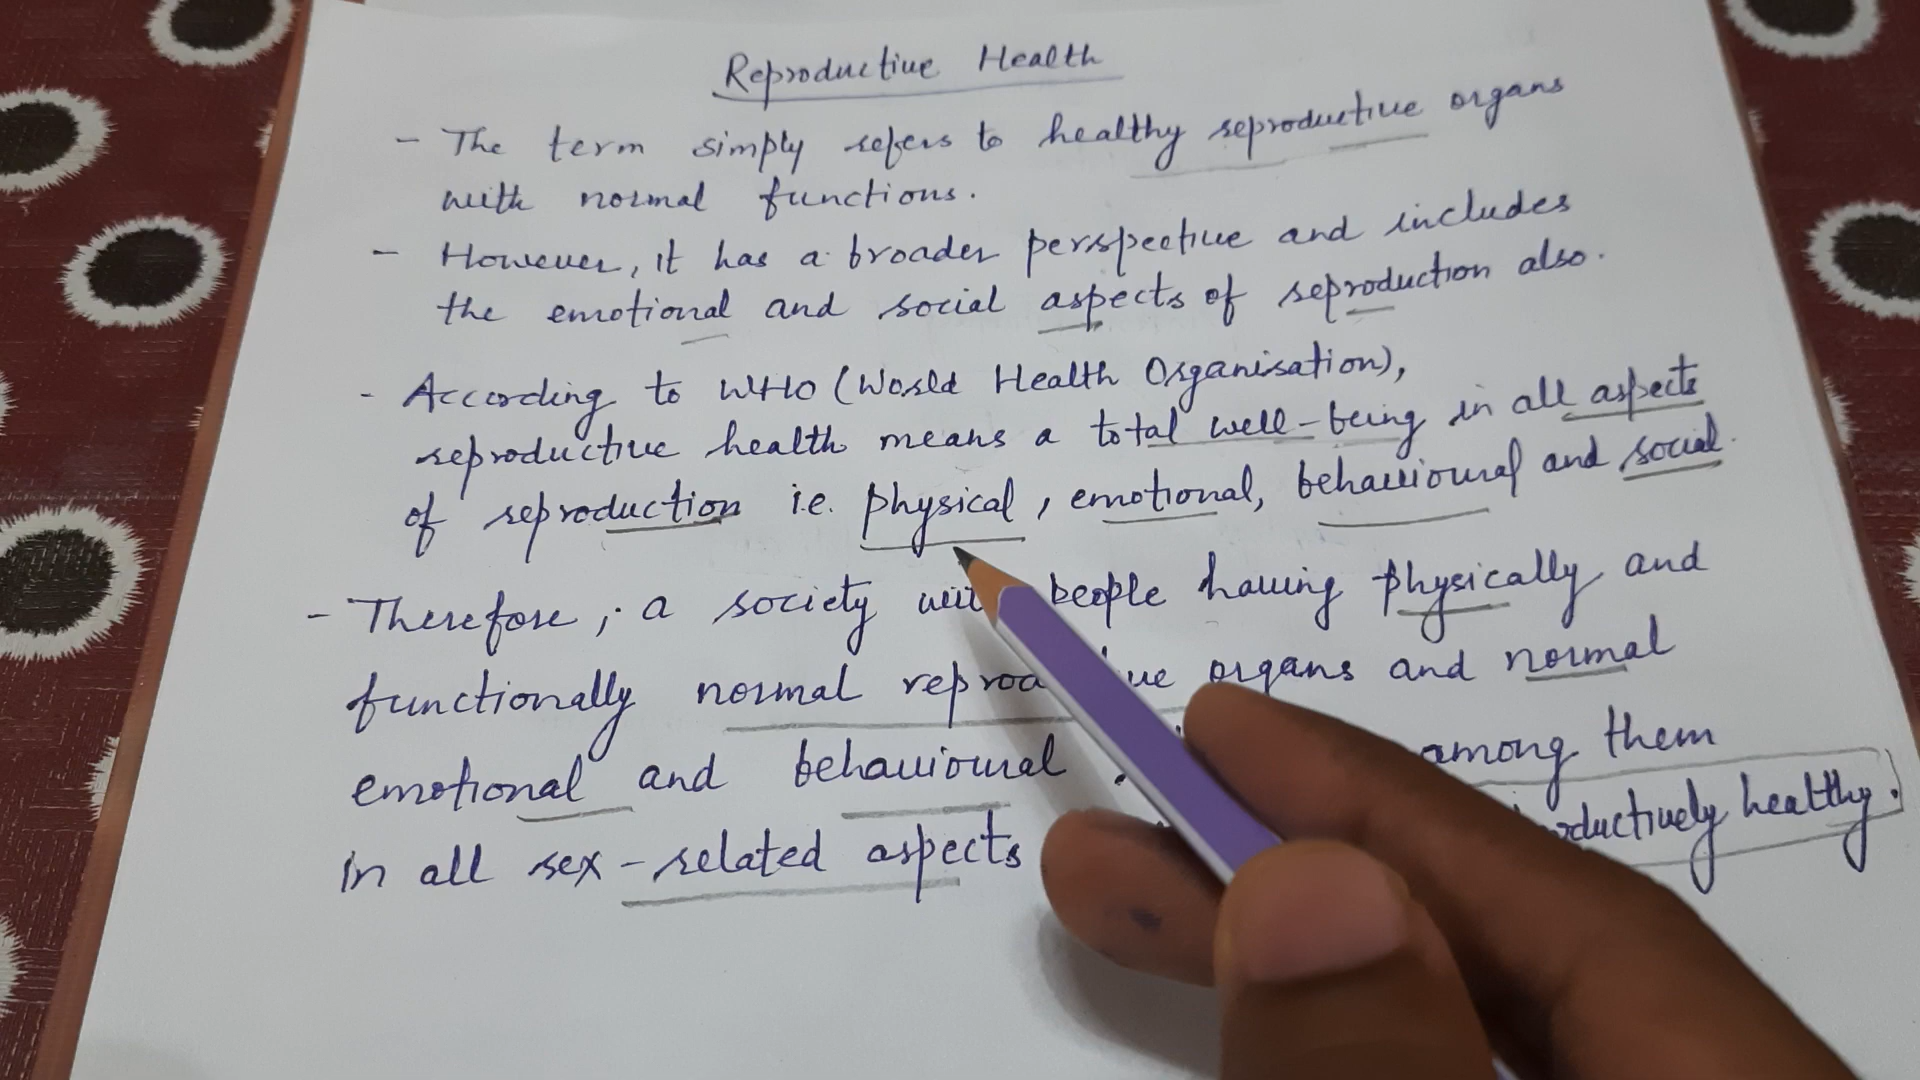 Reproductive Health
- The term simply refers to healthy reproductive organs
with normal functions.
- However, it has a broader perspective and includes
the emotional and social aspects of reproduction also.
- According to WHO (World Health Organisation),
reproductive health means a total well-being in all aspects
of reproduction i.e. physical, emotional, behavioural and social.
- Therefore, a society people having physically and
functionally normal organs and normal
emotional and behavioural among them
in all sex-related aspects healthy.